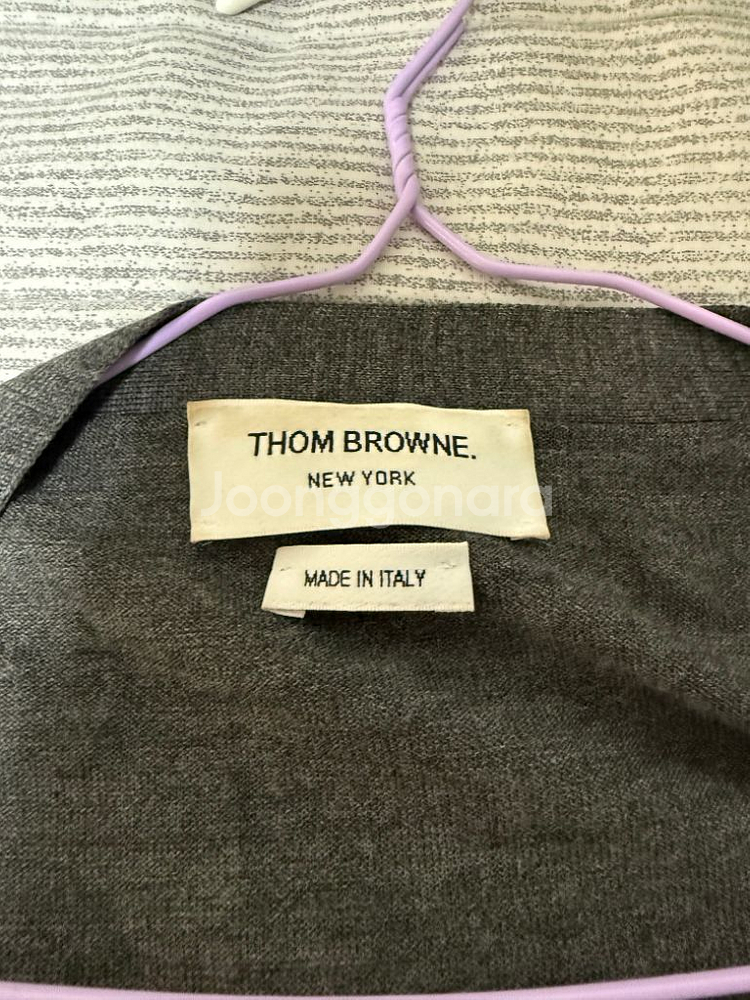 THOM BROWNE.
NEW YORK
Joonggonara
MADE IN ITALY